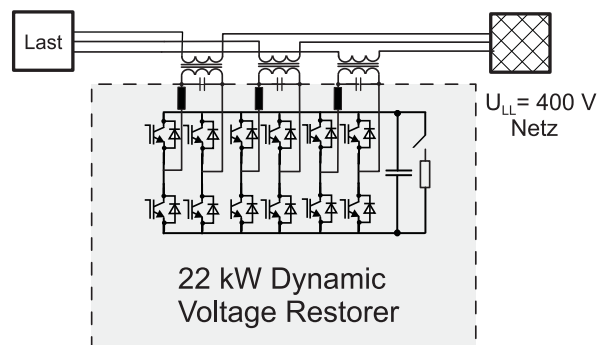 Last
U_LL = 400 V
Netz
22 kW Dynamic
Voltage Restorer